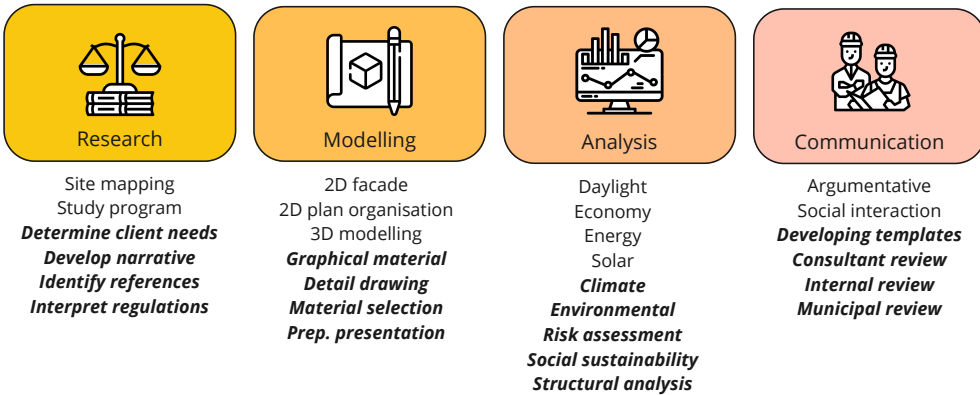 Research
Site mapping
Study program
Determine client needs
Develop narrative
Identify references
Interpret regulations
Modelling
2D facade
2D plan organisation
3D modelling
Graphical material
Detail drawing
Material selection
Prep. presentation
Analysis
Daylight
Economy
Energy
Solar
Climate
Environmental
Risk assessment
Social sustainability
Structural analysis
Communication
Argumentative
Social interaction
Developing templates
Consultant review
Internal review
Municipal review